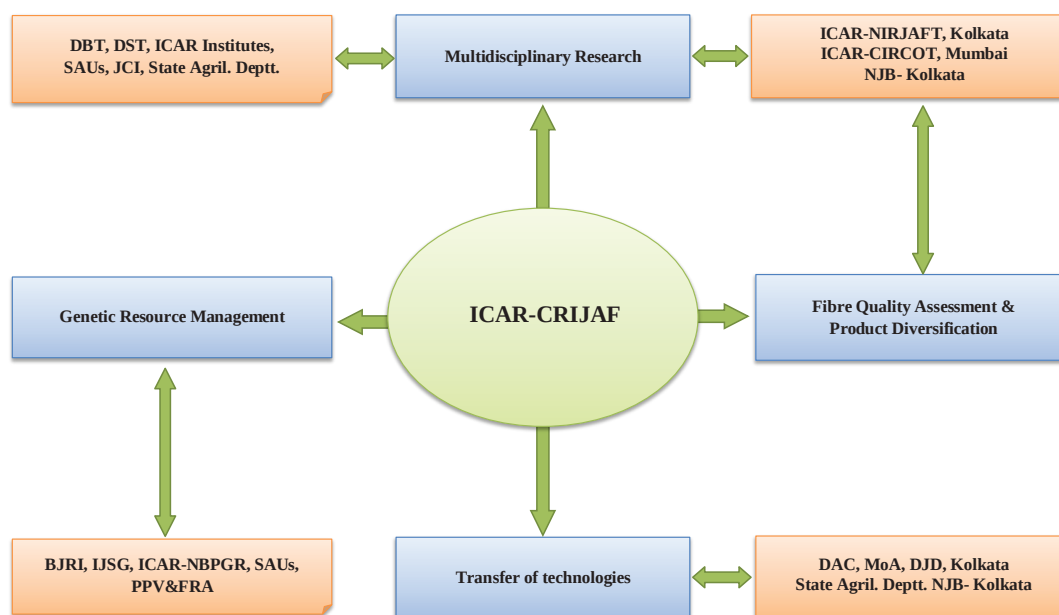 DBT, DST, ICAR Institutes,
SAUs, JCI, State Agril. Deptt.
Multidisciplinary Research
ICAR-NIRJAFT, Kolkata
ICAR-CIRCOT, Mumbai
NJB- Kolkata
Genetic Resource Management
ICAR-CRIJAF
Fibre Quality Assessment &
Product Diversification
BJRI, IJSG, ICAR-NBPGR, SAUs,
PPV&FRA
Transfer of technologies
DAC, MoA, DJD, Kolkata
State Agril. Deptt. NJB- Kolkata